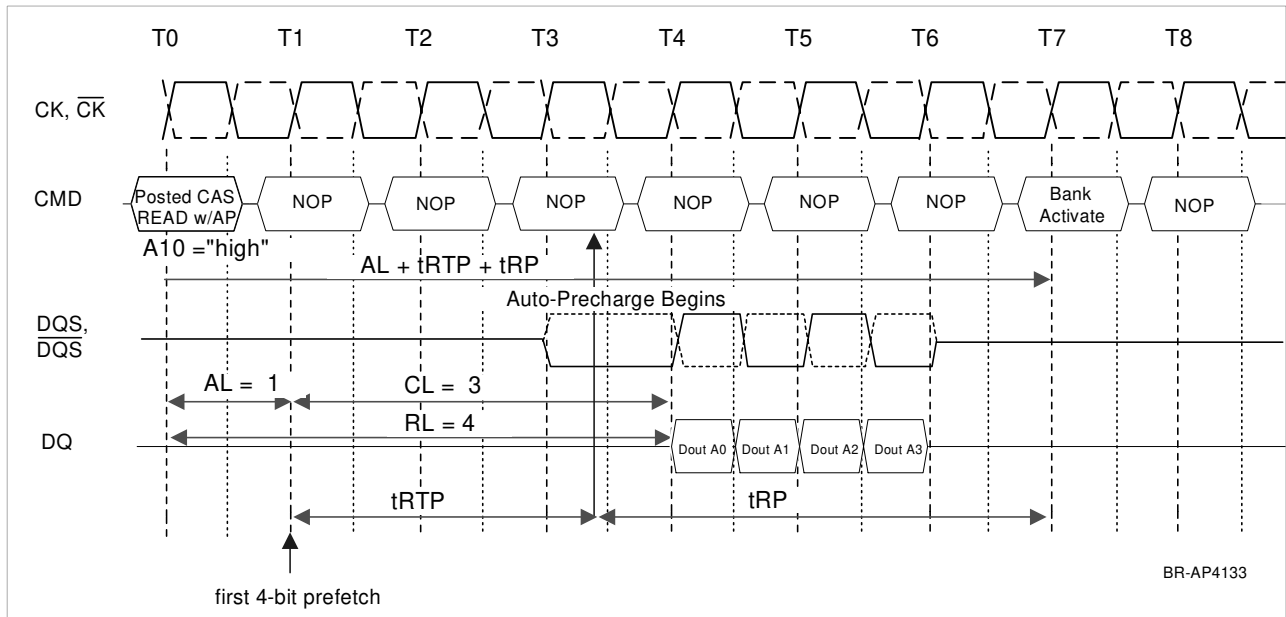 T0 T1 T2 T3 T4 T5 T6 T7 T8
CK, CK
CMD
Posted CAS
READ w/AP
NOP
NOP
NOP
NOP
NOP
NOP
Bank
Activate
NOP
A10 ="high"
AL + tRTP + tRP
Auto-Precharge Begins
DQS,
DQS
AL = 1
CL = 3
RL = 4
DQ
Dout A0
Dout A1
Dout A2
Dout A3
tRTP
tRP
first 4-bit prefetch
BR-AP4133